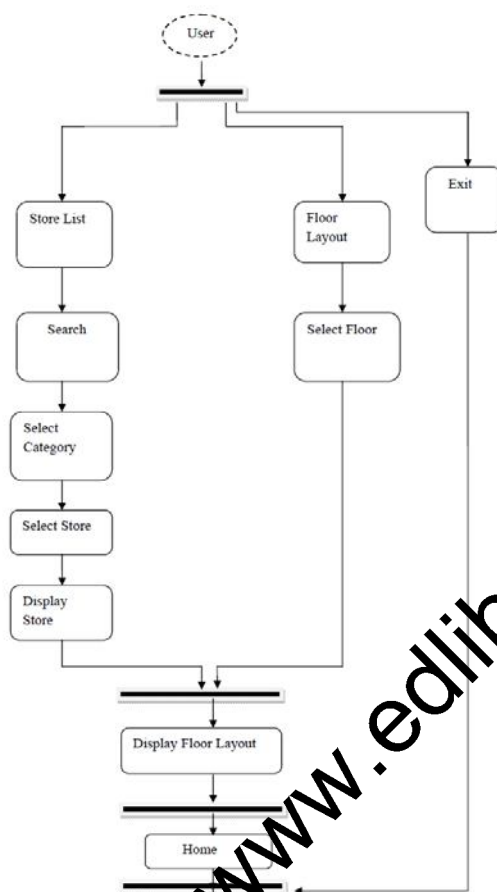 User
Store List
Floor
Layout
Exit
Search
Select Floor
Select
Category
Select Store
Display
Store
Display Floor Layout
Home
www.edlib